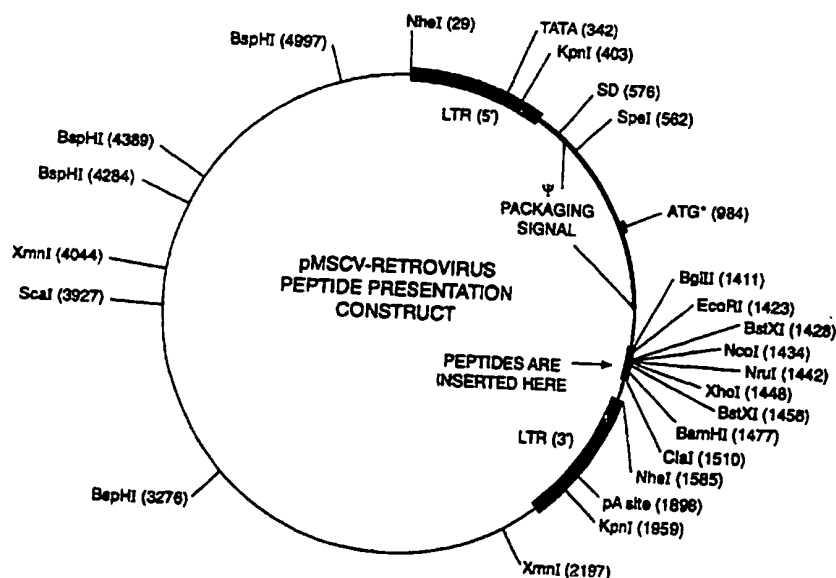 NheI (29)
TATA (342)
KpnI (403)
BspHI (4997)
SD (576)
LTR (5')
SpeI (562)
BspHI (4389)
BspHI (4284)
Ψ
PACKAGING
SIGNAL
ATG* (984)
XmnI (4044)
ScaI (3927)
pMSCV-RETROVIRUS
PEPTIDE PRESENTATION
CONSTRUCT
BglII (1411)
EcoRI (1423)
BstXI (1428)
NcoI (1434)
NruI (1442)
XhoI (1448)
BstXI (1456)
BamHI (1477)
ClaI (1510)
NheI (1585)
PEPTIDES ARE
INSERTED HERE
LTR (3')
pA site (1898)
KpnI (1959)
BspHI (3276)
XmnI (2197)